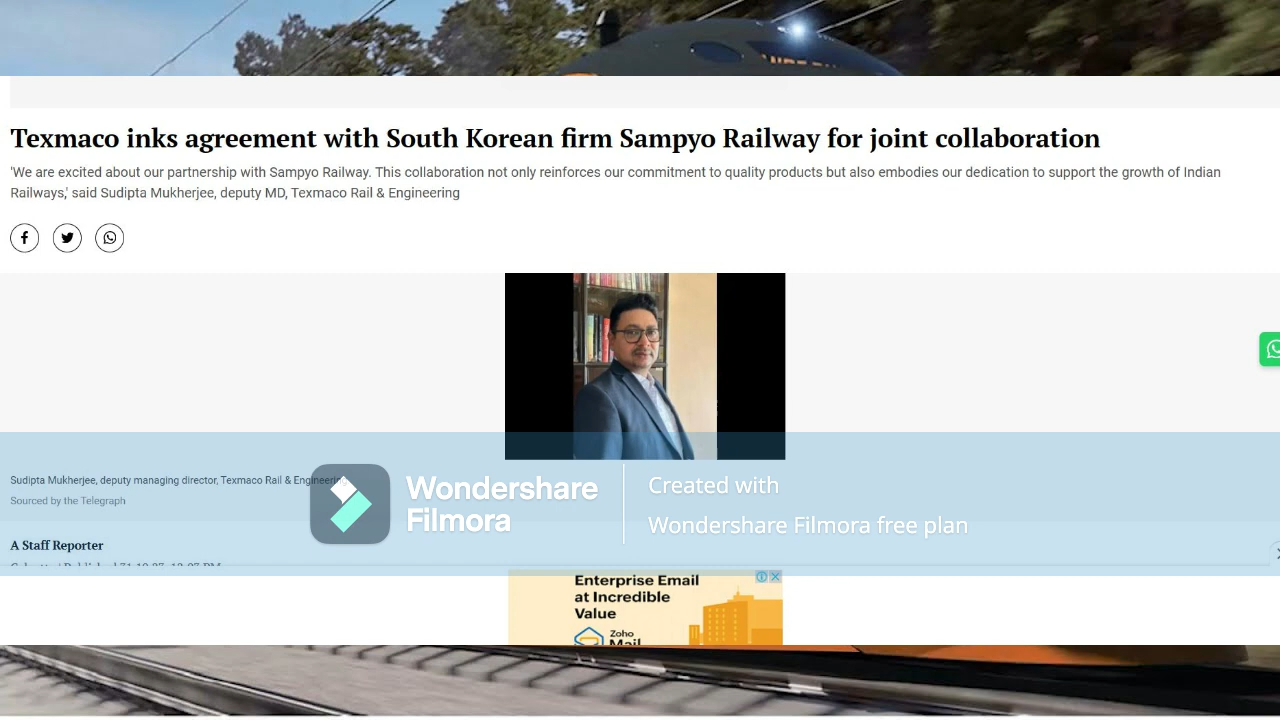 Texmaco inks agreement with South Korean firm Sampyo Railway for joint collaboration
'We are excited about our partnership with Sampyo Railway. This collaboration not only reinforces our commitment to quality products but also embodies our dedication to support the growth of Indian
Railways,' said Sudipta Mukherjee, deputy MD, Texmaco Rail & Engineering
Sudipta Mukherjee, deputy managing director, Texmaco Rail & Engineering
Sourced by the Telegraph
Wondershare
Filmora
Created with
Wondershare Filmora free plan
A Staff Reporter
Enterprise Email
at Incredible
Value
Zoho
Mail